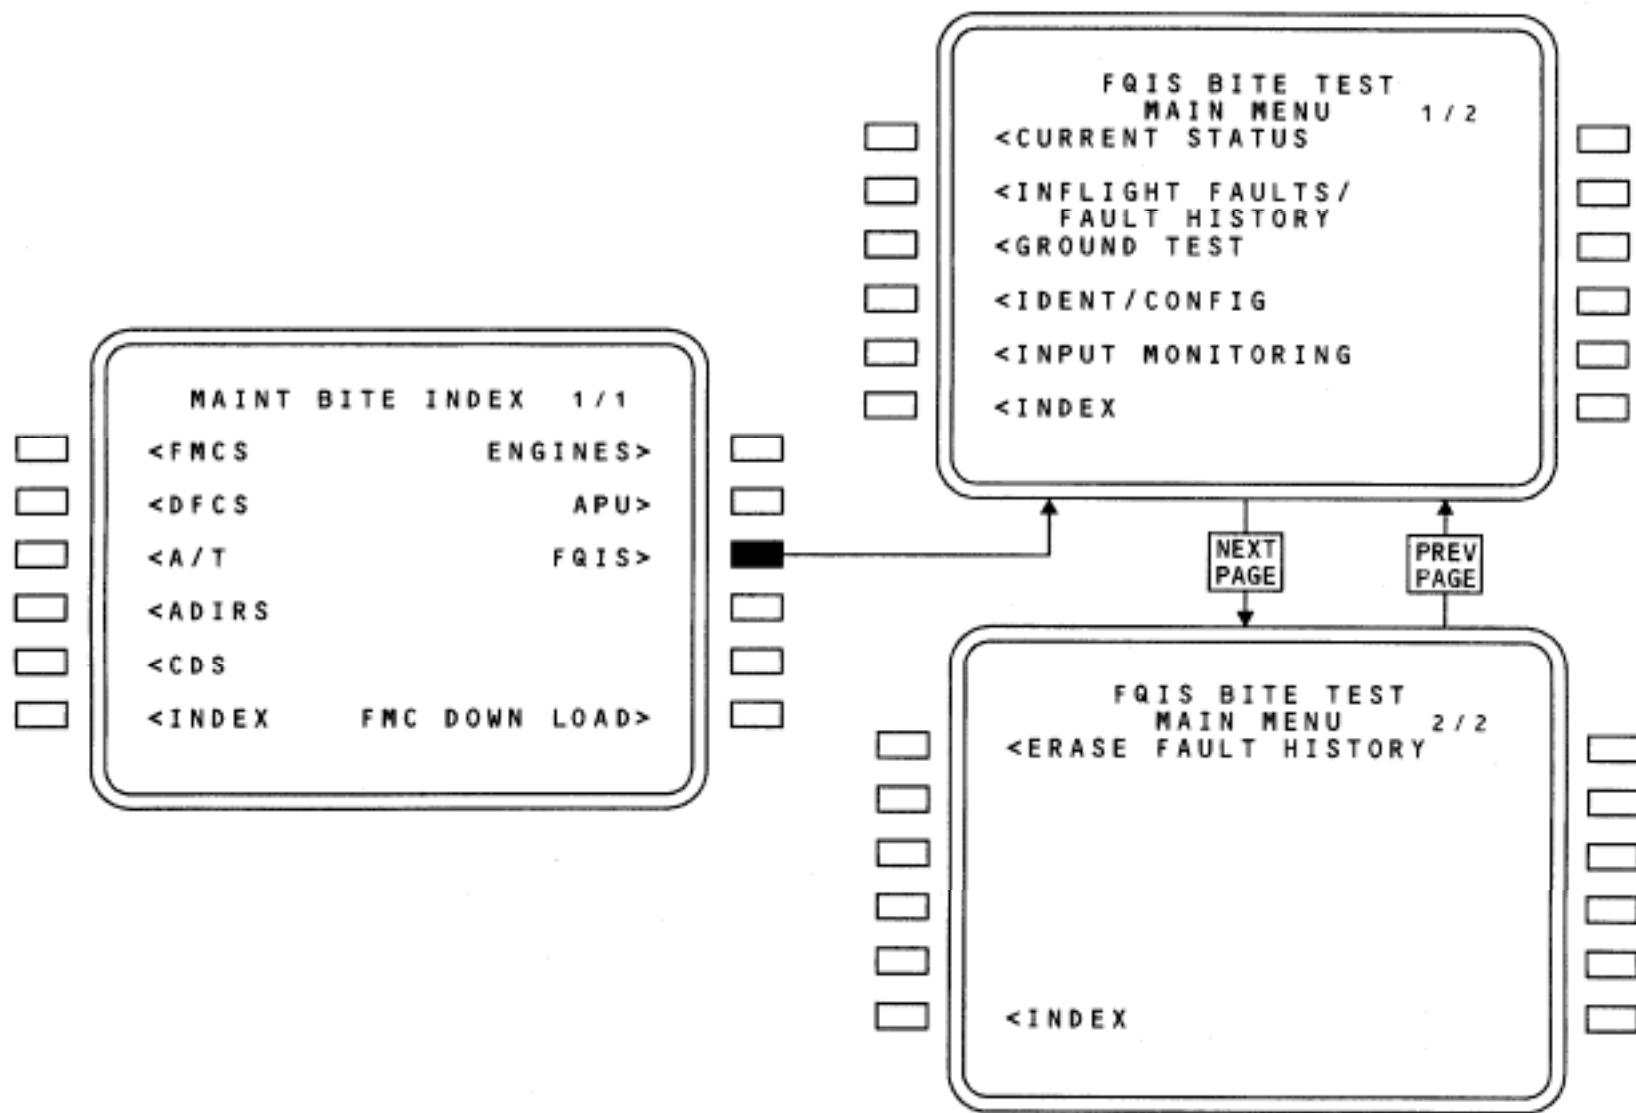 MAINT BITE INDEX 1/1
<FMCS ENGINES>
<DFCS APU>
<A/T FQIS>
<ADIRS
<CDS
<INDEX FMC DOWN LOAD>
FQIS BITE TEST
MAIN MENU 1/2
<CURRENT STATUS
<INFLIGHT FAULTS/
FAULT HISTORY
<GROUND TEST
<IDENT/CONFIG
<INPUT MONITORING
<INDEX
NEXT
PAGE
PREV
PAGE
FQIS BITE TEST
MAIN MENU 2/2
<ERASE FAULT HISTORY
<INDEX